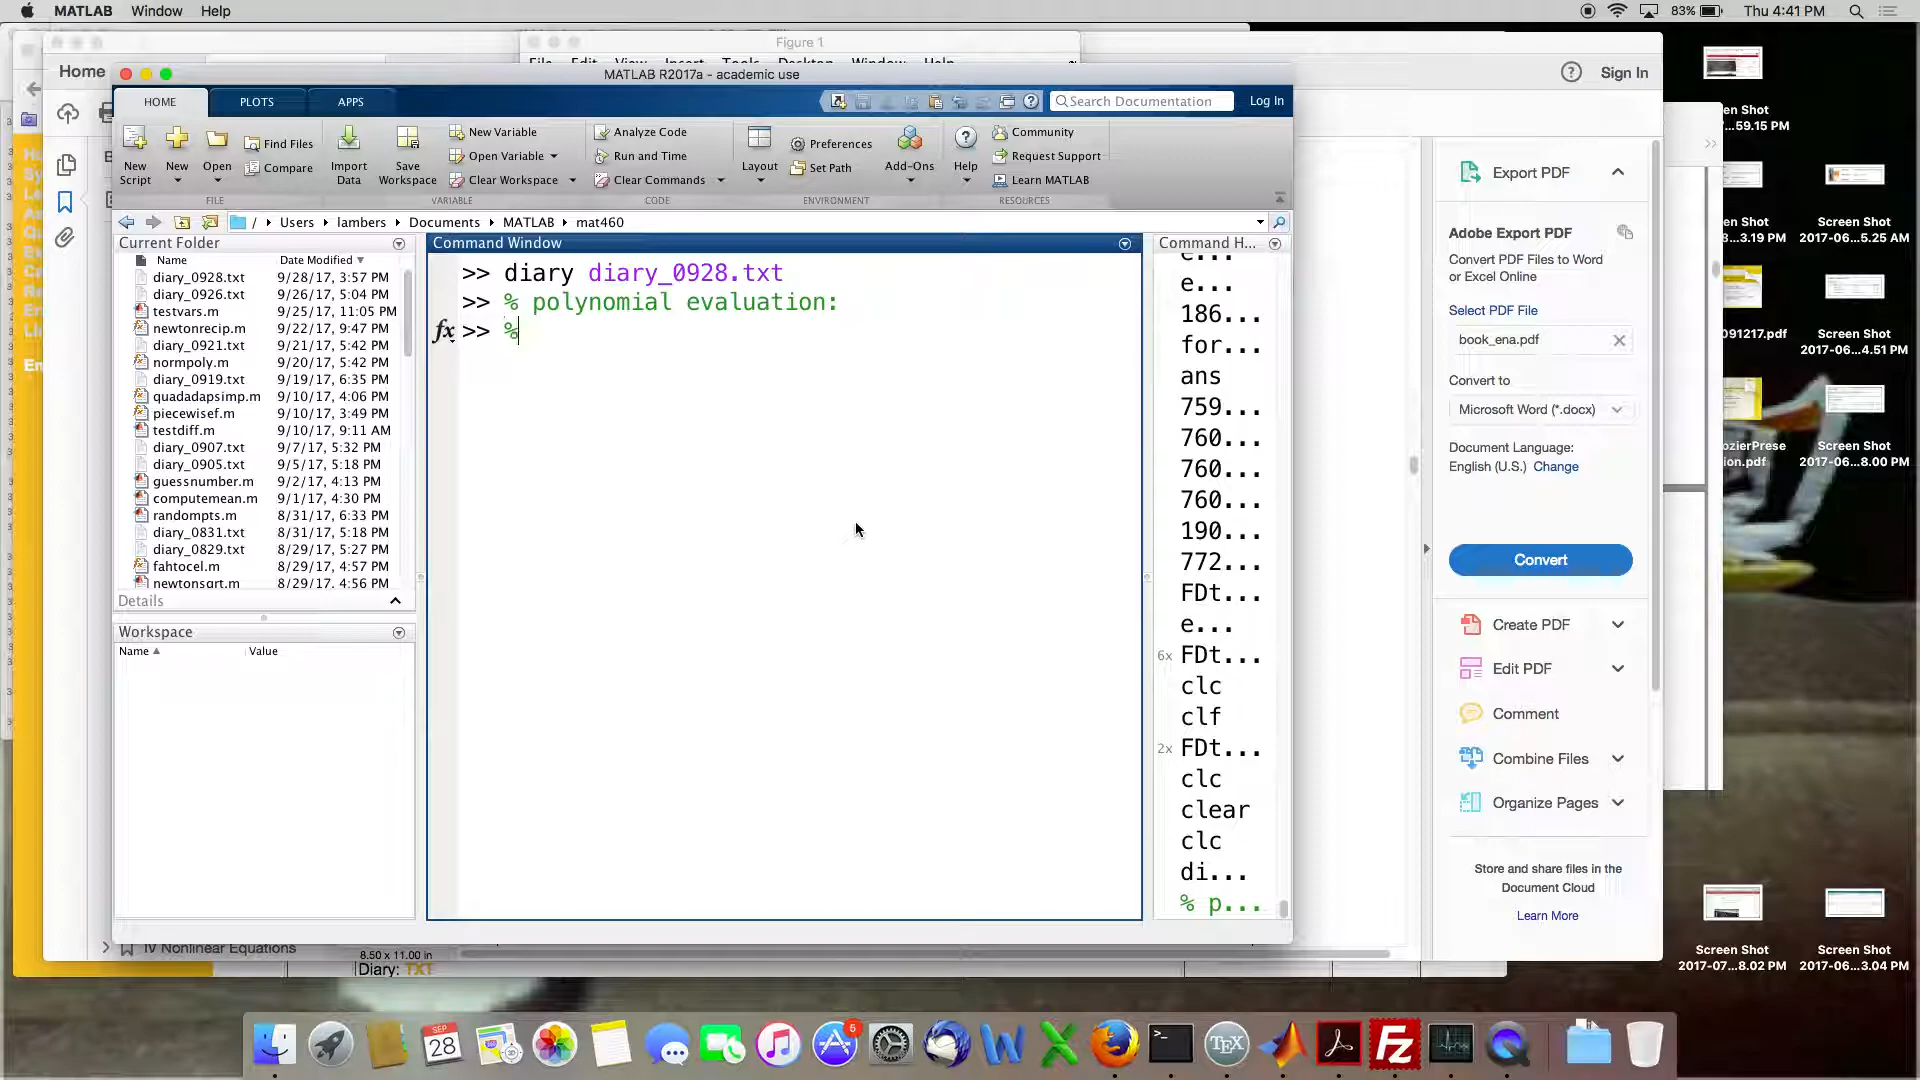 MATLAB Window Help
83% Thu 4:41 PM
Figure 1
Home
MATLAB R2017a - academic use
Sign In
HOME PLOTS APPS
Search Documentation
Log In
New Script
New
Open
Find Files
Compare
Import Data
Save Workspace
New Variable
Open Variable
Clear Workspace
Analyze Code
Run and Time
Clear Commands
Layout
Preferences
Set Path
Add-Ons
Help
Community
Request Support
Learn MATLAB
FILE VARIABLE CODE ENVIRONMENT RESOURCES
/ Users lambers Documents MATLAB mat460
Current Folder
Name Date Modified
diary_0928.txt 9/28/17, 3:57 PM
diary_0926.txt 9/26/17, 5:04 PM
testvars.m 9/25/17, 11:05 PM
newtonrecip.m 9/22/17, 9:47 PM
diary_0921.txt 9/21/17, 5:42 PM
normpoly.m 9/20/17, 5:42 PM
diary_0919.txt 9/19/17, 6:35 PM
quadadapsimp.m 9/10/17, 4:06 PM
piecewisef.m 9/10/17, 3:49 PM
testdiff.m 9/10/17, 9:11 AM
diary_0907.txt 9/7/17, 5:32 PM
diary_0905.txt 9/5/17, 5:18 PM
guessnumber.m 9/2/17, 4:13 PM
computemean.m 9/1/17, 4:30 PM
randompts.m 8/31/17, 6:33 PM
diary_0831.txt 8/31/17, 5:18 PM
diary_0829.txt 8/29/17, 5:27 PM
fahtocel.m 8/29/17, 4:57 PM
newtonsqrt.m 8/29/17, 4:56 PM
Details
Workspace
Name Value
Command Window
>> diary diary_0928.txt
>> % polynomial evaluation:
fx >> %
Command H...
e...
e...
186...
for...
ans
759...
760...
760...
760...
190...
772...
FDt...
e...
6x FDt...
clc
clf
2x FDt...
clc
clear
clc
di...
% p...
IV Nonlinear Equations
8.50 x 11.00 in
Diary: TXT
Export PDF
Adobe Export PDF
Convert PDF Files to Word
or Excel Online
Select PDF File
book_ena.pdf
Convert to
Microsoft Word (*.docx)
Document Language:
English (U.S.) Change
Convert
Create PDF
Edit PDF
Comment
Combine Files
Organize Pages
Store and share files in the
Document Cloud
Learn More
Screen Shot
...59.15 PM
Screen Shot
2017-06...5.25 AM
Screen Shot
2017-06...4.51 PM
091217.pdf
Screen Shot
2017-06...8.00 PM
Screen Shot
2017-07...8.02 PM
Screen Shot
2017-06...3.04 PM
SEP
28
6
TEX